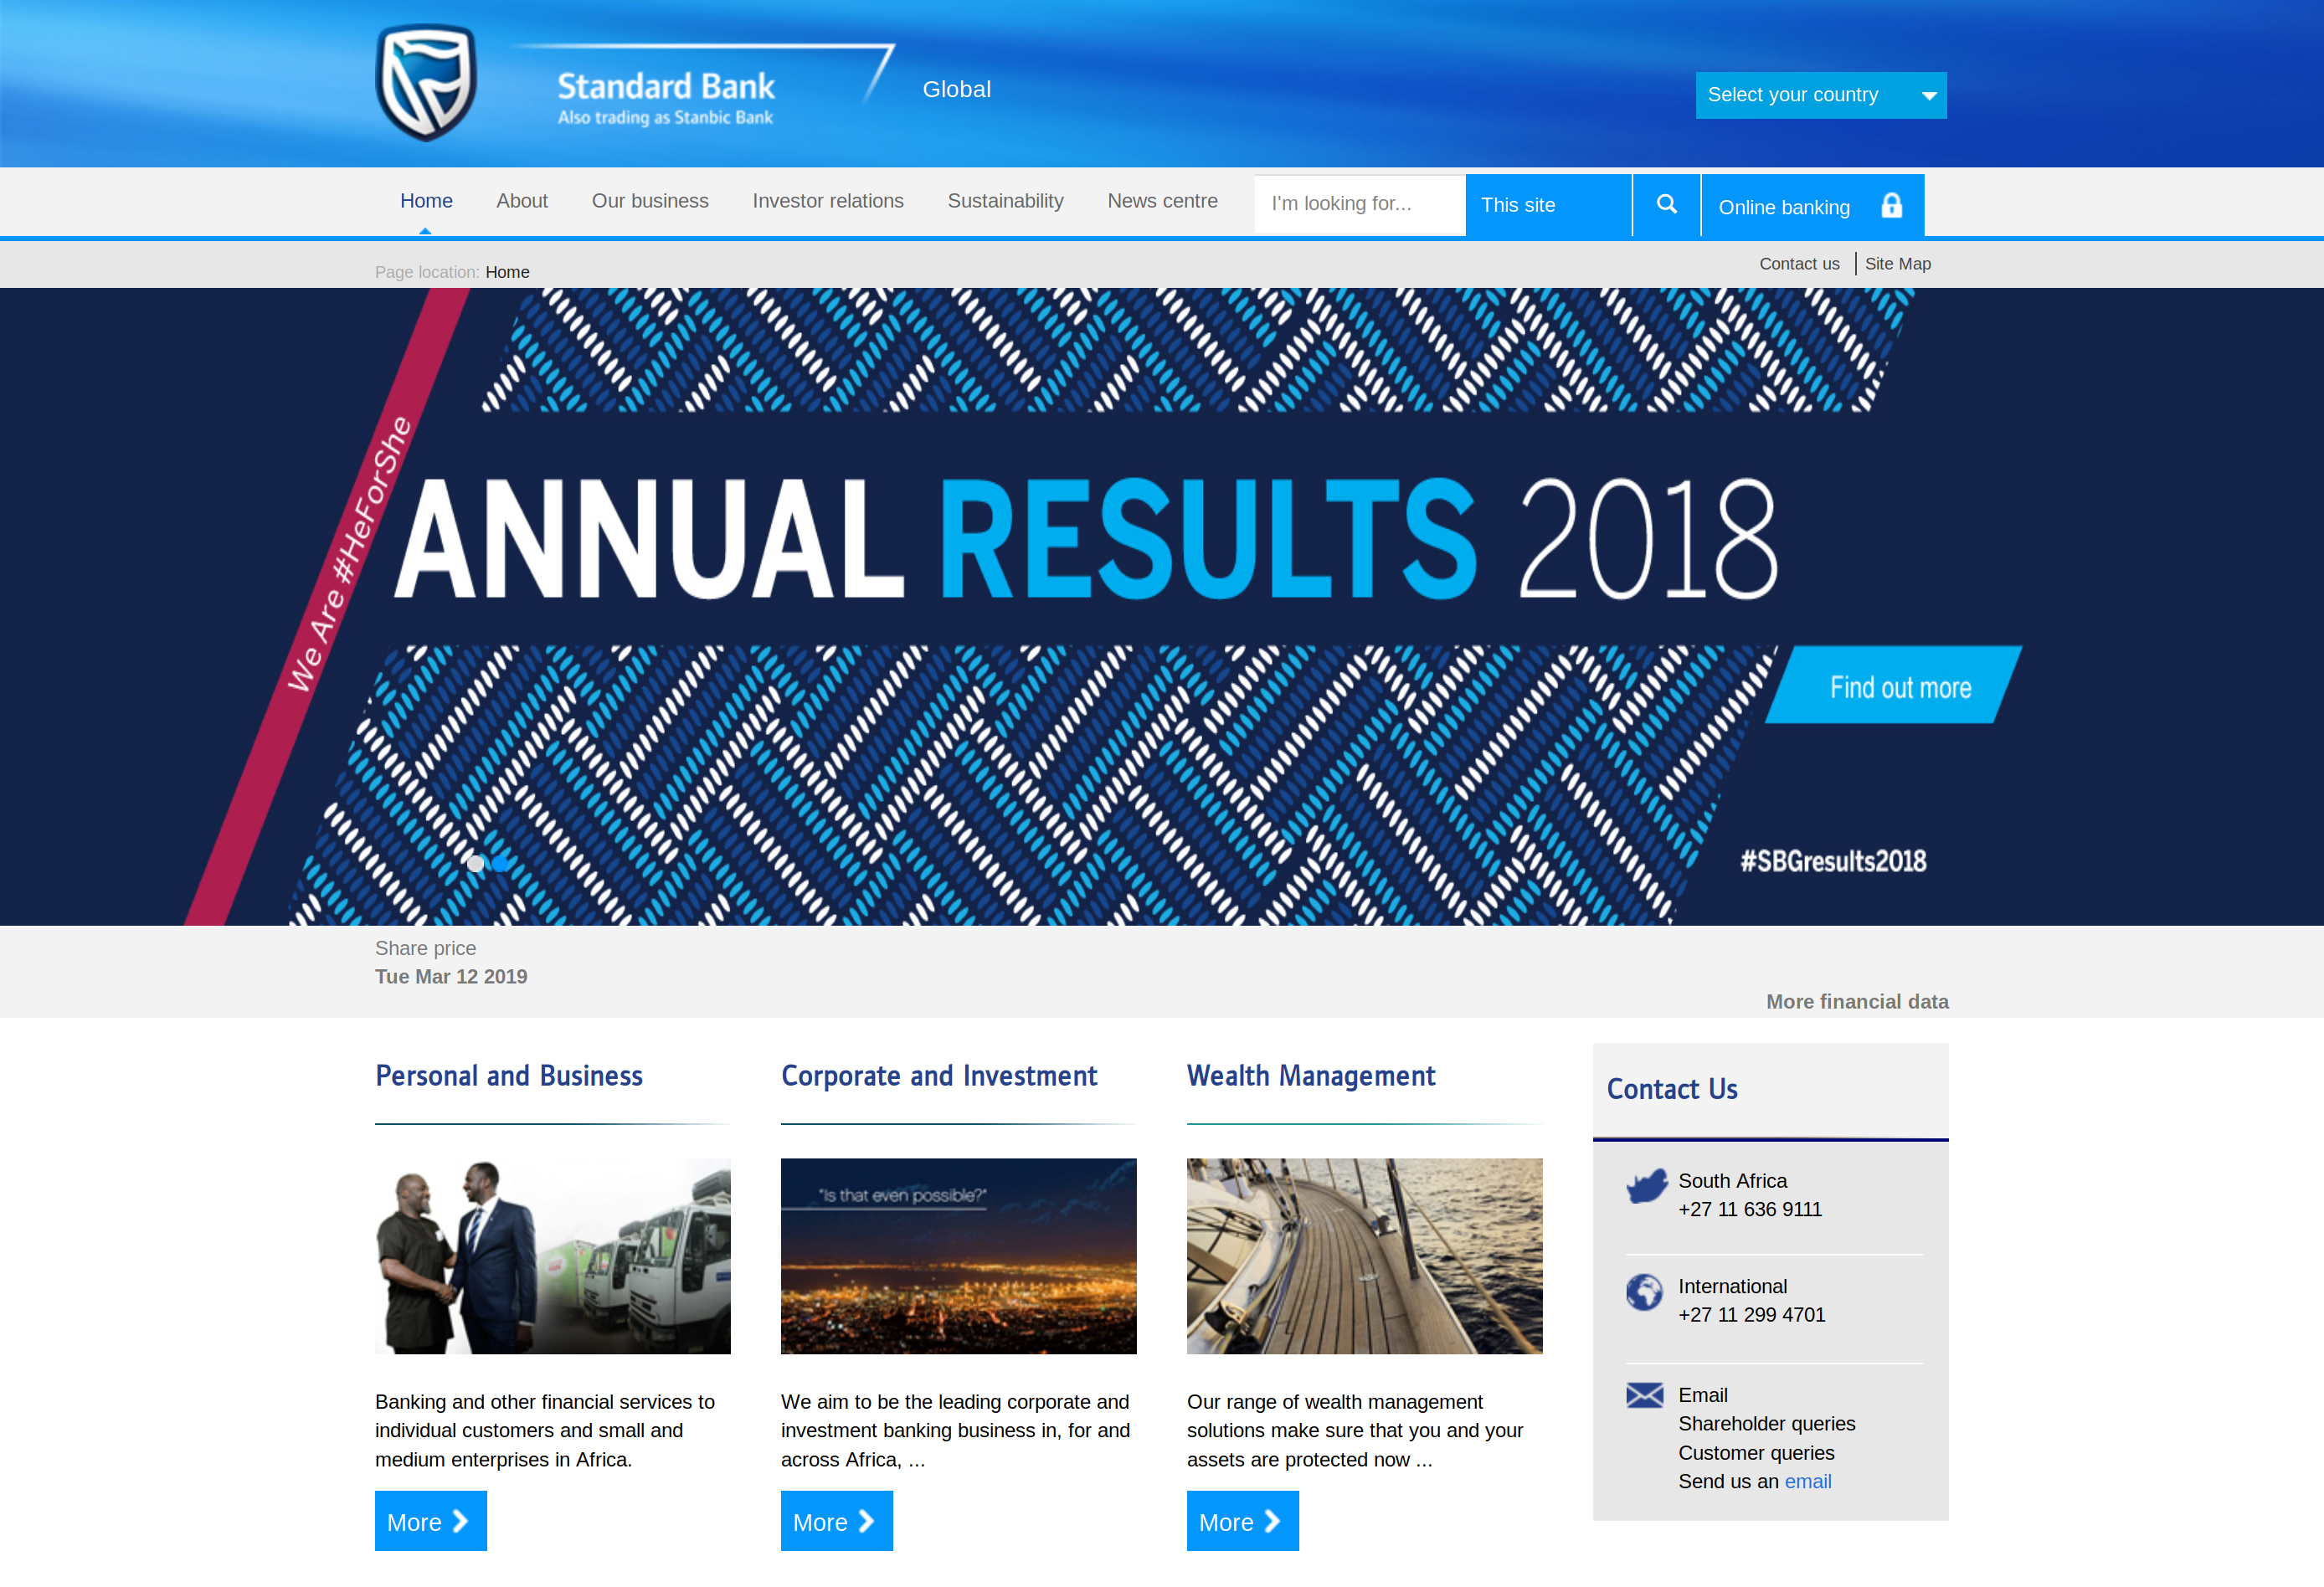 Standard Bank
Also trading as Stanbic Bank
Global
Select your country
Home
About
Our business
Investor relations
Sustainability
News centre
I'm looking for...
This site
Online banking
Page location: Home
Contact us
Site Map
We Are #HeForShe
ANNUAL RESULTS 2018
Find out more
#SBGresults2018
Share price
Tue Mar 12 2019
More financial data
Personal and Business
Banking and other financial services to
individual customers and small and
medium enterprises in Africa.
More
Corporate and Investment
"Is that even possible?"
We aim to be the leading corporate and
investment banking business in, for and
across Africa, ...
More
Wealth Management
Our range of wealth management
solutions make sure that you and your
assets are protected now ...
More
Contact Us
South Africa
+27 11 636 9111
International
+27 11 299 4701
Email
Shareholder queries
Customer queries
Send us an email